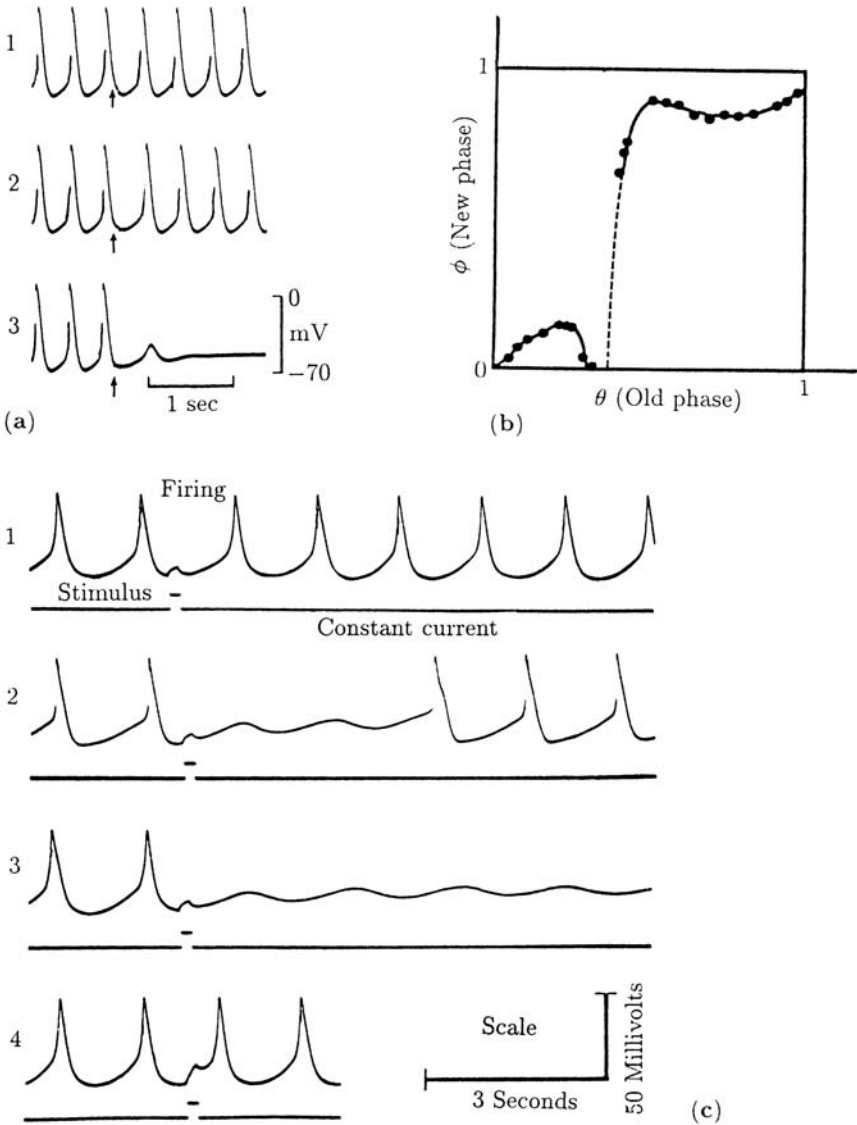 1
2
3
0
mV
−70
1 sec
(a)
1
ϕ (New phase)
0
θ (Old phase)
1
(b)
Firing
1
Stimulus
Constant current
2
3
4
Scale
3 Seconds
50 Millivolts
(c)